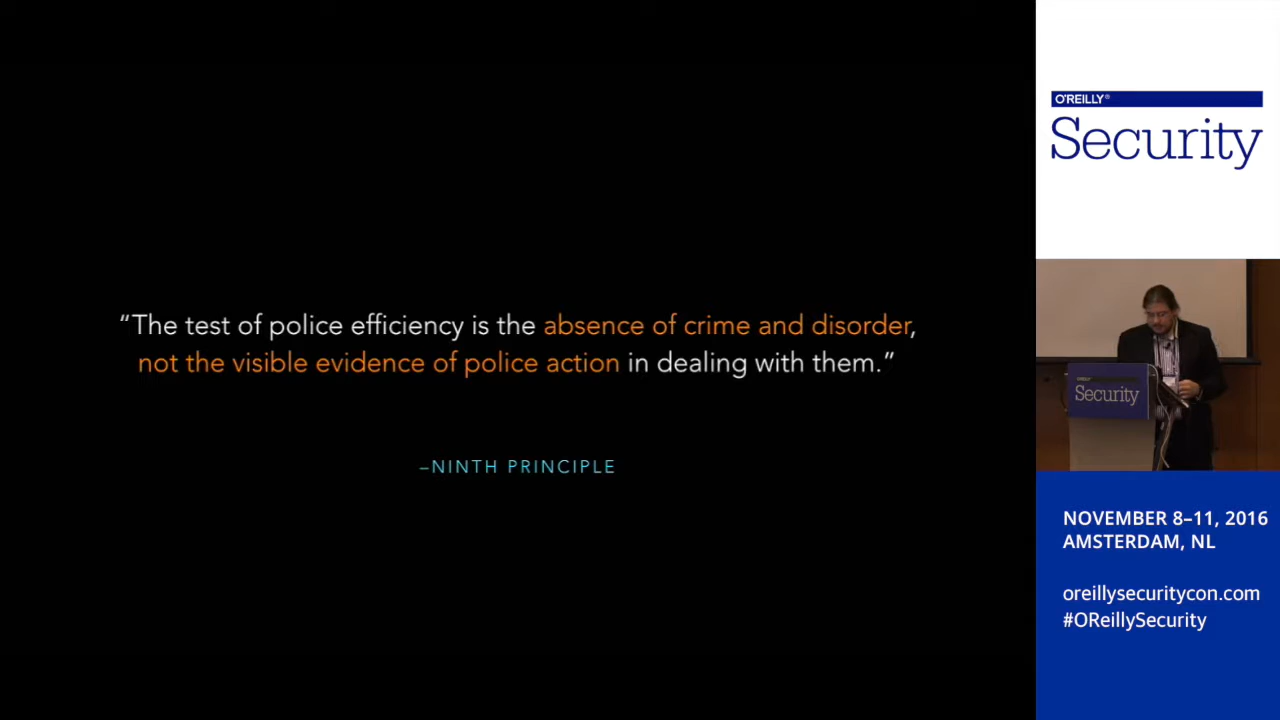 “The test of police efficiency is the absence of crime and disorder,
not the visible evidence of police action in dealing with them.”
–NINTH PRINCIPLE
O'REILLY®
Security
Security
NOVEMBER 8–11, 2016
AMSTERDAM, NL
oreillysecuritycon.com
#OReillySecurity